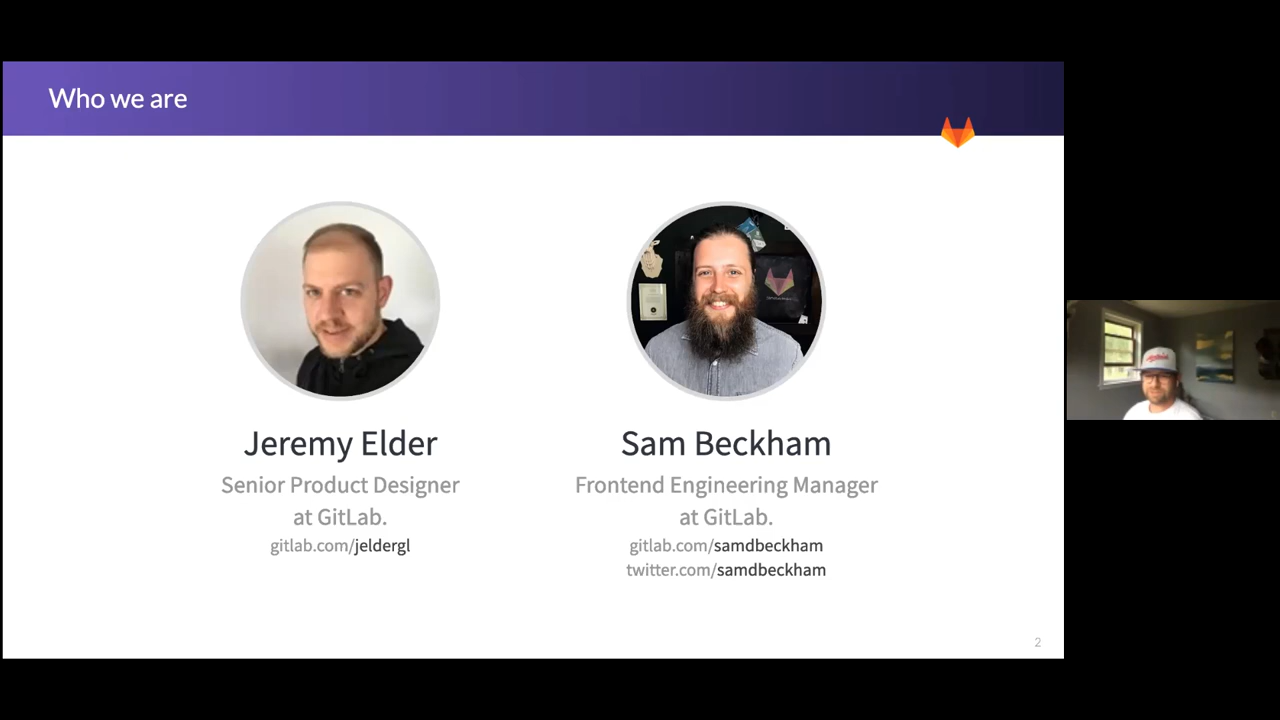 Who we are
Jeremy Elder
Senior Product Designer
at GitLab.
gitlab.com/jeldergl
Sam Beckham
Frontend Engineering Manager
at GitLab.
gitlab.com/samdbeckham
twitter.com/samdbeckham
2